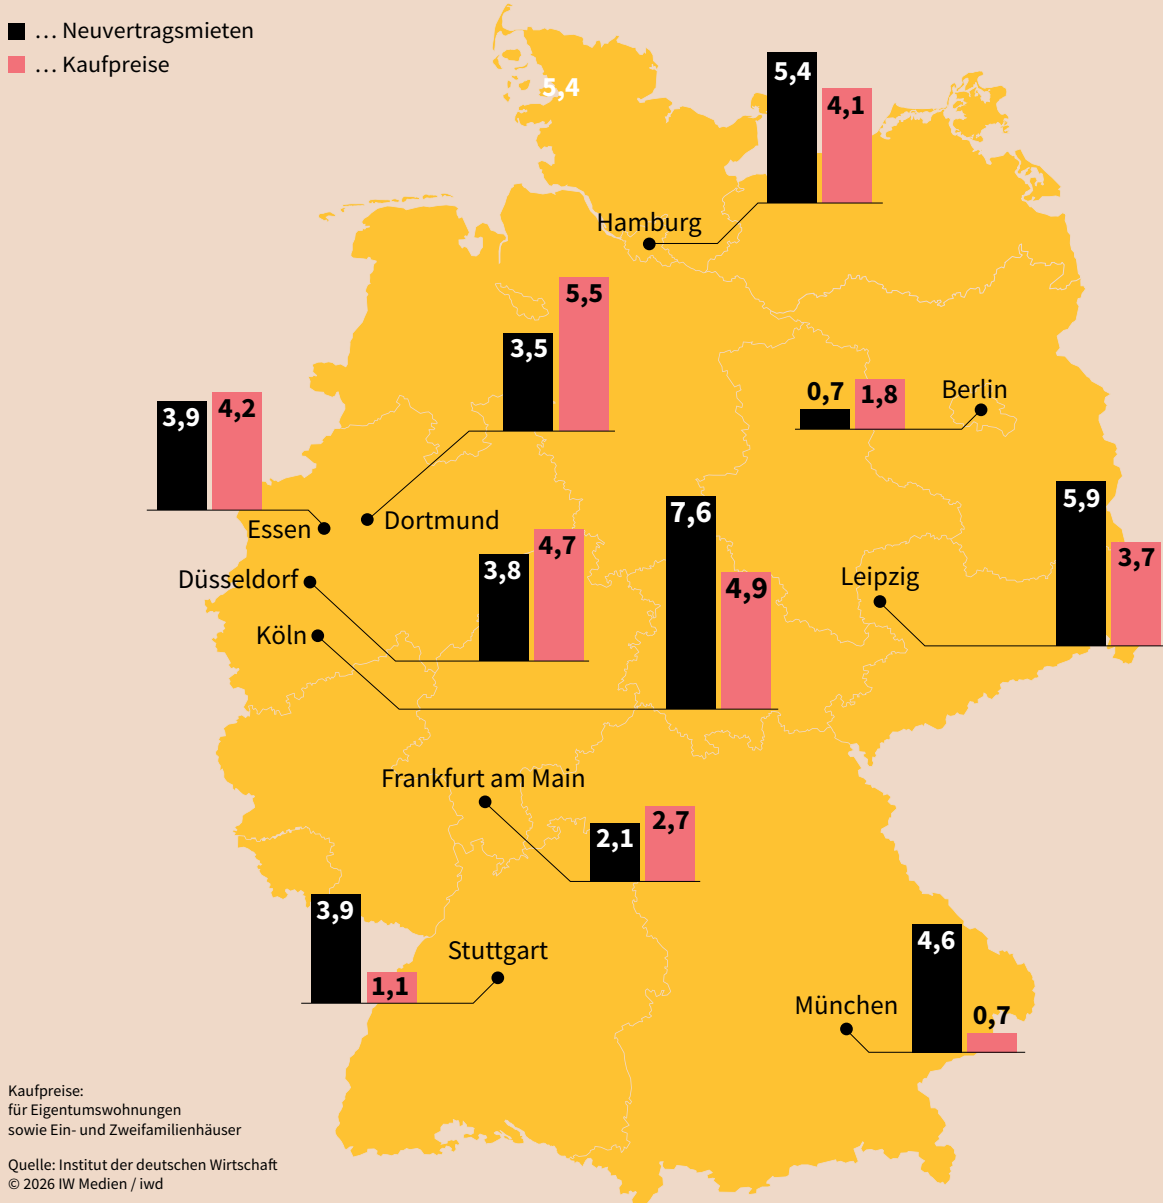 … Neuvertragsmieten
… Kaufpreise
5,4
5,4
4,1
Hamburg
5,5
3,5
0,7
1,8
Berlin
3,9
4,2
Essen
Dortmund
7,6
4,9
5,9
3,7
3,8
4,7
Düsseldorf
Leipzig
Köln
Frankfurt am Main
2,1
2,7
3,9
1,1
Stuttgart
4,6
0,7
München
Kaufpreise:
für Eigentumswohnungen
sowie Ein- und Zweifamilienhäuser
Quelle: Institut der deutschen Wirtschaft
© 2026 IW Medien / iwd